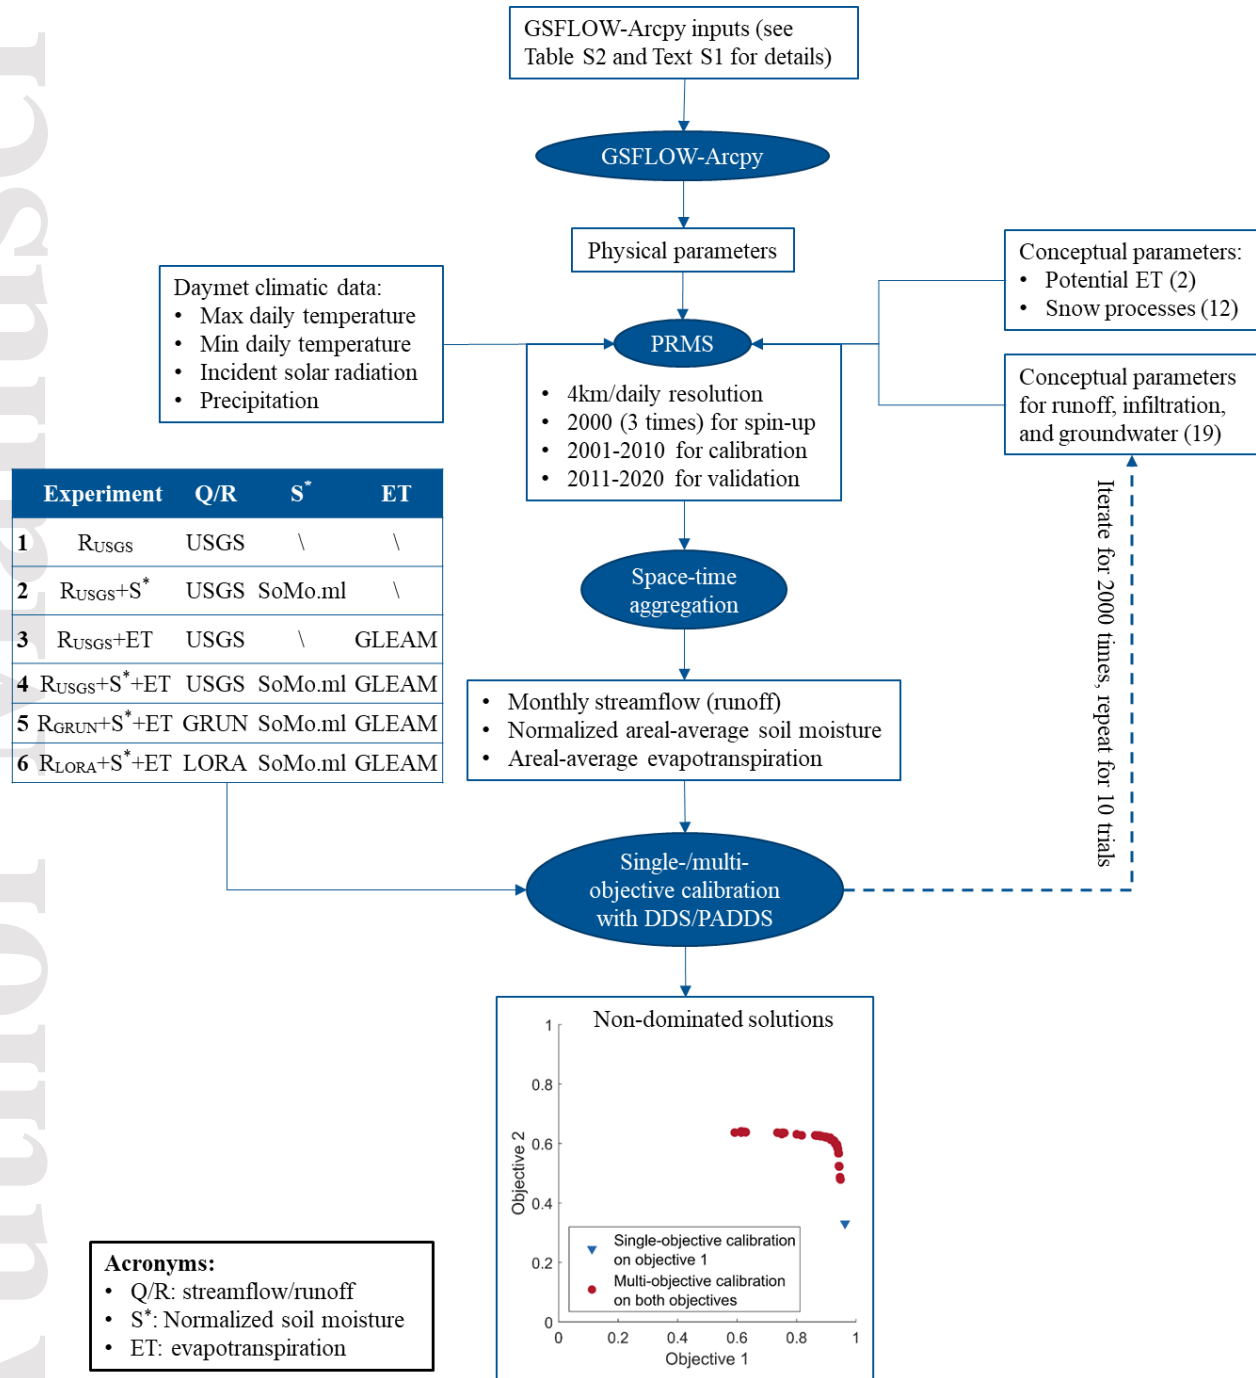 GSFLOW-Arcpy inputs (see
Table S2 and Text S1 for details)
GSFLOW-Arcpy
Physical parameters
Daymet climatic data:
• Max daily temperature
• Min daily temperature
• Incident solar radiation
• Precipitation
PRMS
• 4km/daily resolution
• 2000 (3 times) for spin-up
• 2001-2010 for calibration
• 2011-2020 for validation
Conceptual parameters:
• Potential ET (2)
• Snow processes (12)
Conceptual parameters
for runoff, infiltration,
and groundwater (19)
Iterate for 2000 times, repeat for 10 trials
Experiment Q/R S* ET
1 RUSGS USGS \ \
2 RUSGS+S* USGS SoMo.ml \
3 RUSGS+ET USGS \ GLEAM
4 RUSGS+S*+ET USGS SoMo.ml GLEAM
5 RGRUN+S*+ET GRUN SoMo.ml GLEAM
6 RLORA+S*+ET LORA SoMo.ml GLEAM
Space-time
aggregation
• Monthly streamflow (runoff)
• Normalized areal-average soil moisture
• Areal-average evapotranspiration
Single-/multi-
objective calibration
with DDS/PADDS
Non-dominated solutions
1
0.8
0.6
0.4
0.2
0
Objective 2
Single-objective calibration
on objective 1
Multi-objective calibration
on both objectives
0 0.2 0.4 0.6 0.8 1
Objective 1
Acronyms:
• Q/R: streamflow/runoff
• S*: Normalized soil moisture
• ET: evapotranspiration